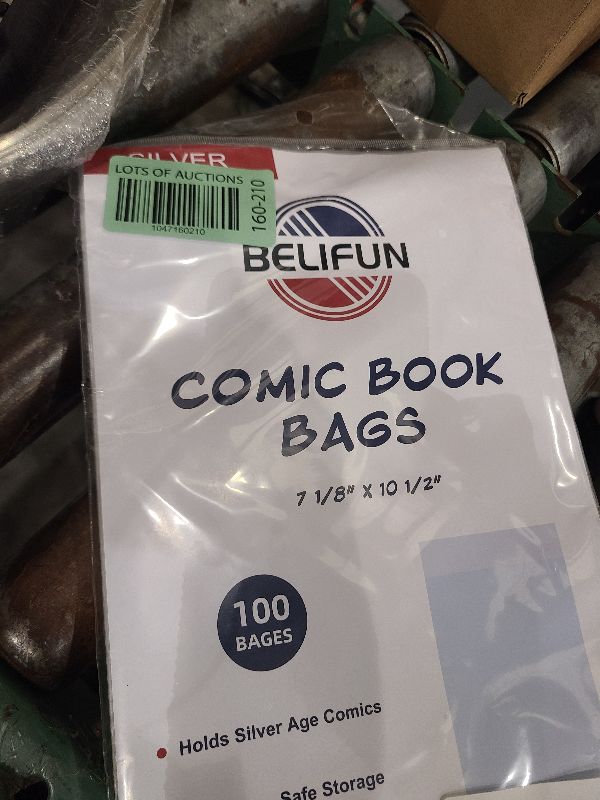 SILVER
LOTS OF AUCTIONS
1047160210
160-210
BELIFUN
COMIC BOOK
BAGS
7 1/8" X 10 1/2"
100
BAGES
Holds Silver Age Comics
Safe Storage